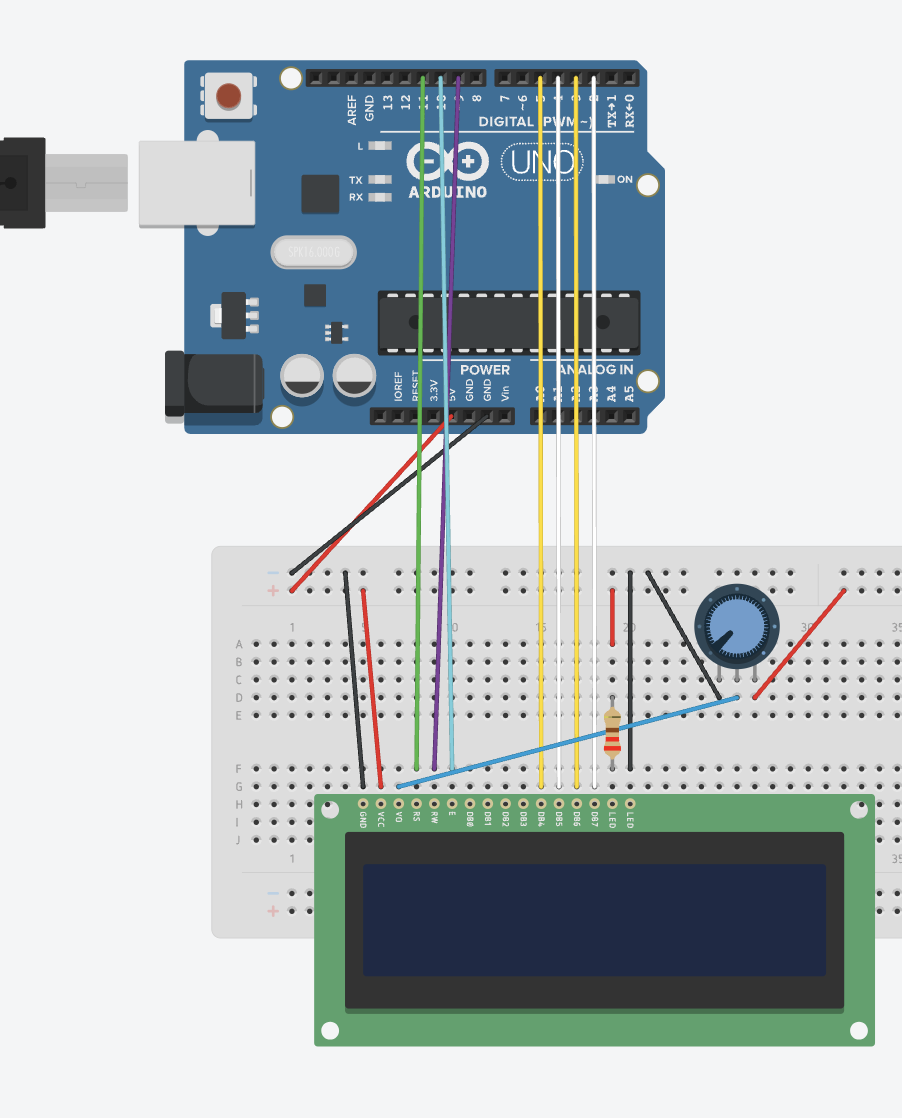 AREF
GND
13
12
11
10
9
8
7
~6
5
4
3
2
TX→1
RX←0
DIGITAL (PWM~)
L
TX
RX
ARDUINO
UNO
ON
SPK16.000G
POWER
ANALOG IN
IOREF
RESET
3.3V
5V
GND
GND
Vin
A0
A1
A2
A3
A4
A5
−
+
1
5
10
15
20
30
35
A
B
C
D
E
F
G
H
I
J
GND
VCC
VO
RS
RW
E
DB0
DB1
DB2
DB3
DB4
DB5
DB6
DB7
LED
LED
1
35
−
+